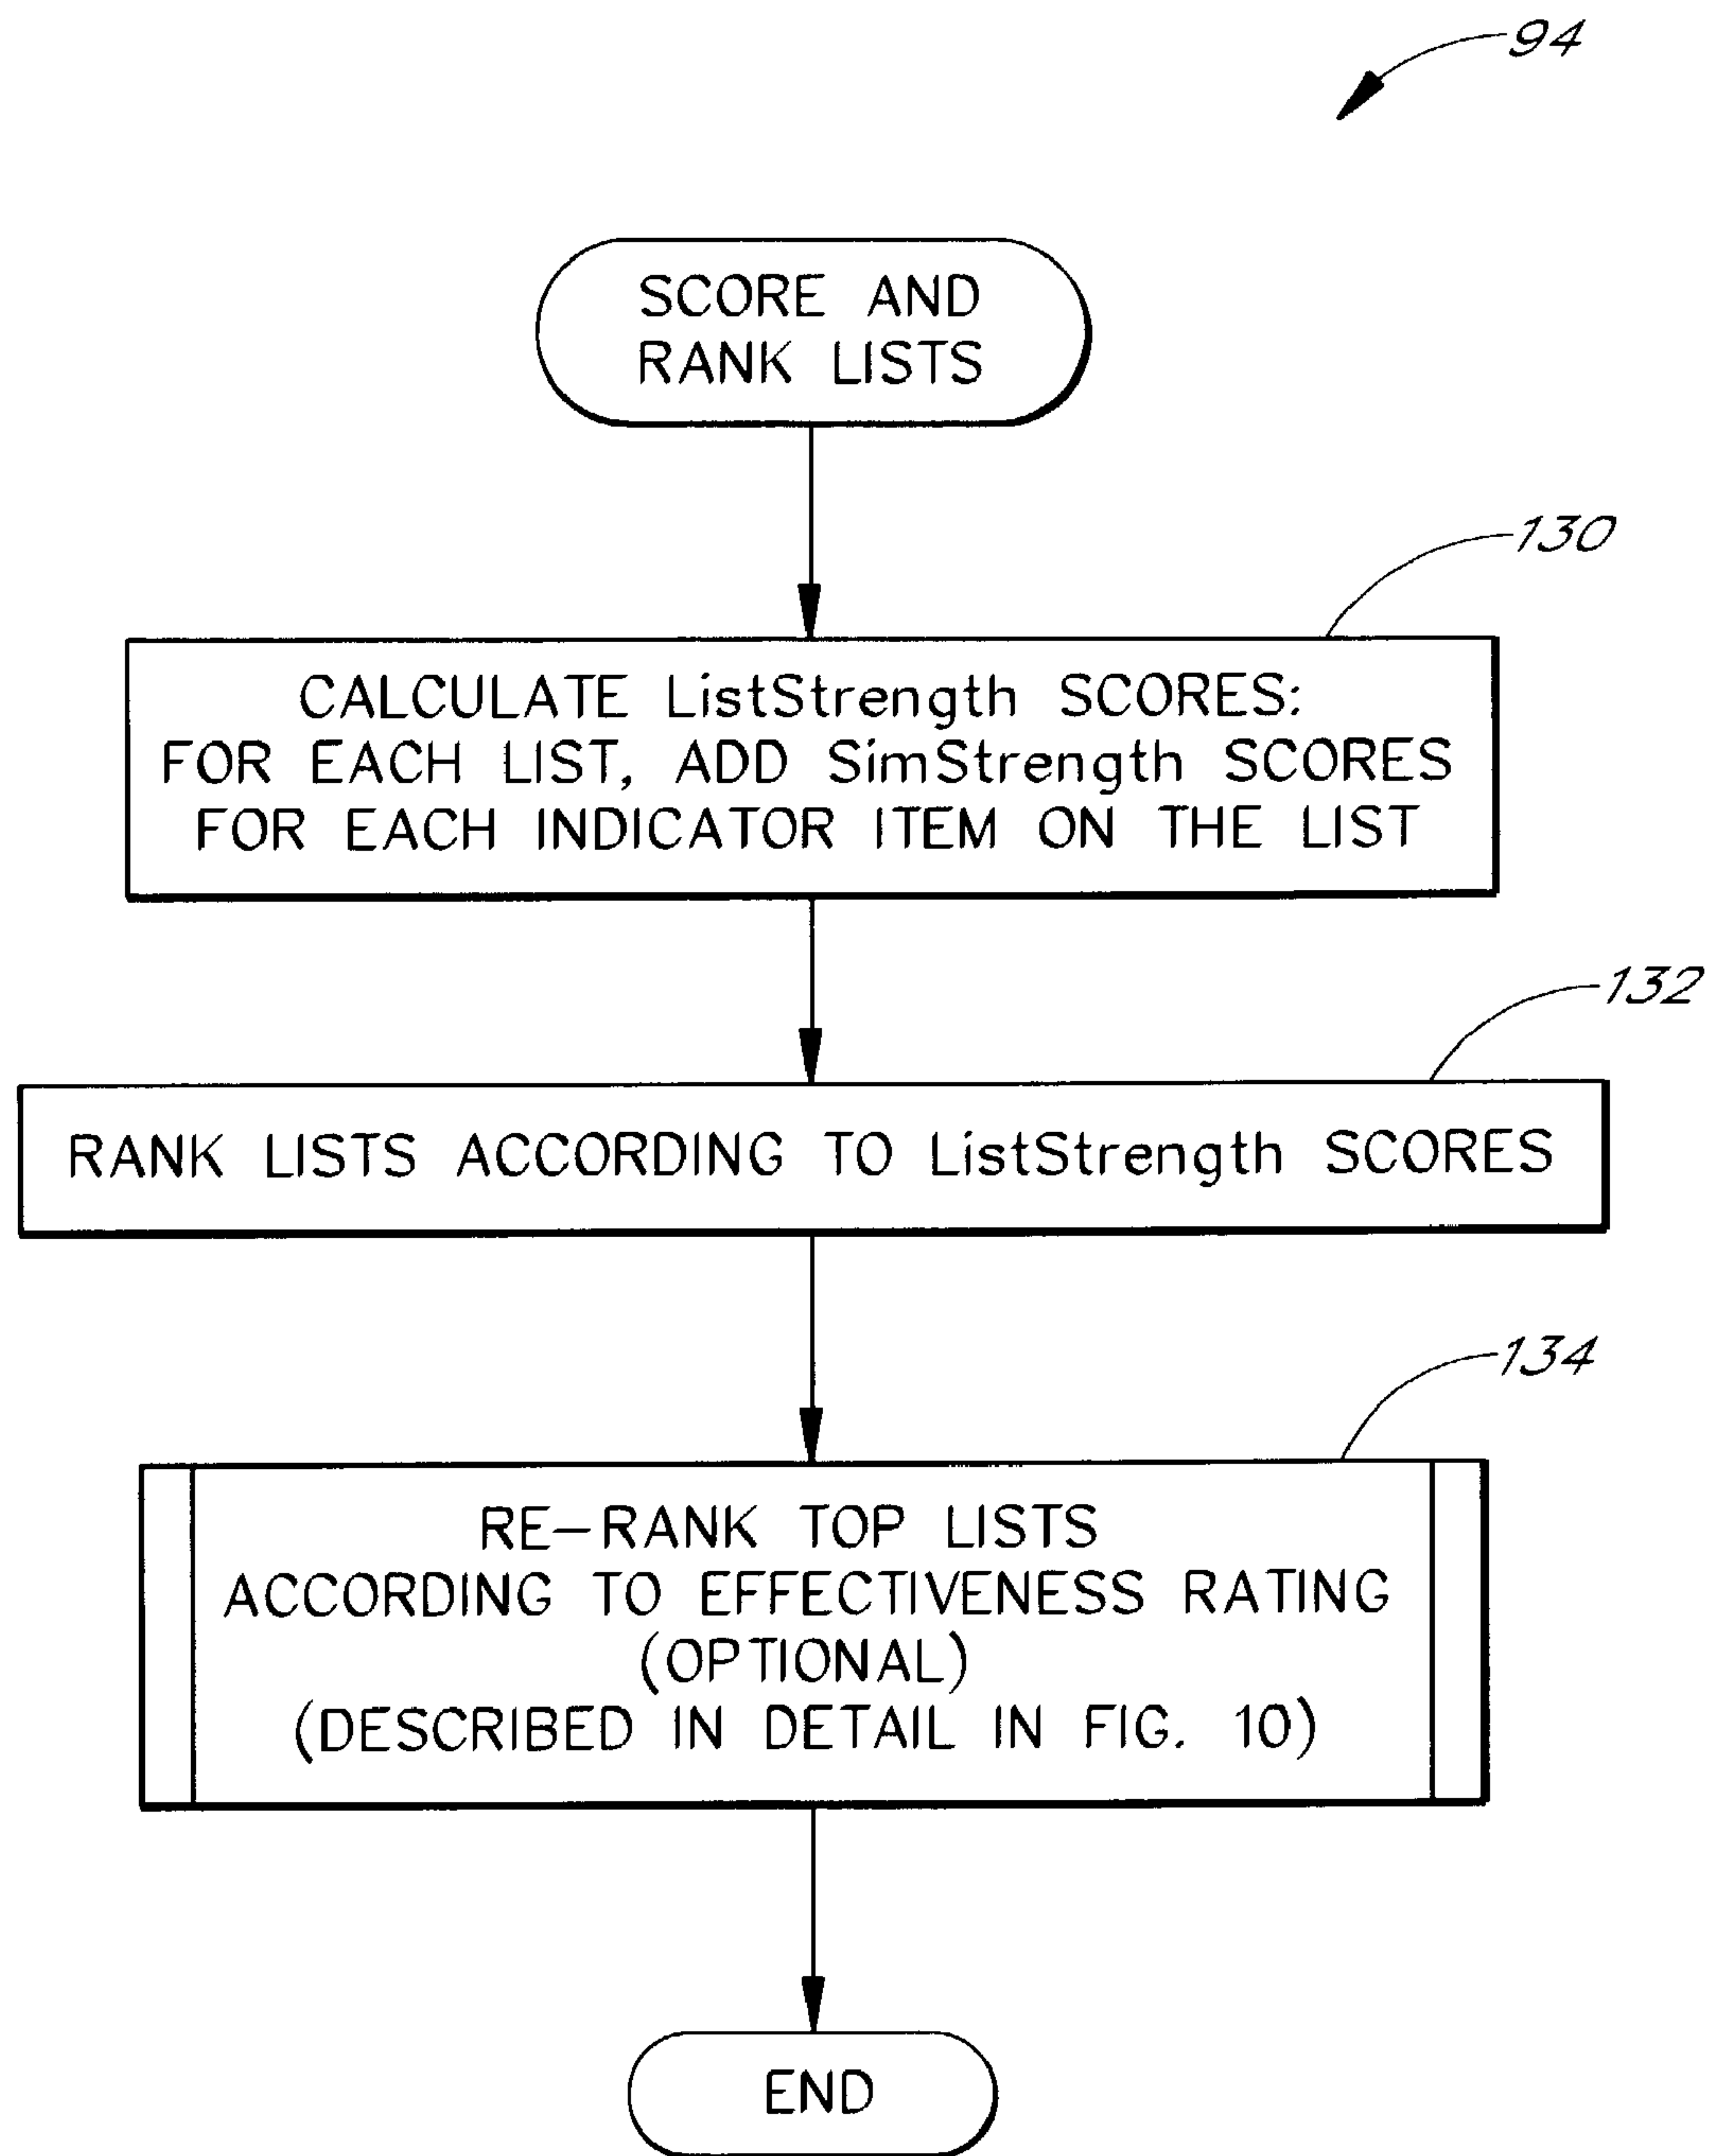 94
SCORE AND
RANK LISTS
130
CALCULATE ListStrength SCORES:
FOR EACH LIST, ADD SimStrength SCORES
FOR EACH INDICATOR ITEM ON THE LIST
132
RANK LISTS ACCORDING TO ListStrength SCORES
134
RE-RANK TOP LISTS
ACCORDING TO EFFECTIVENESS RATING
(OPTIONAL)
(DESCRIBED IN DETAIL IN FIG. 10)
END